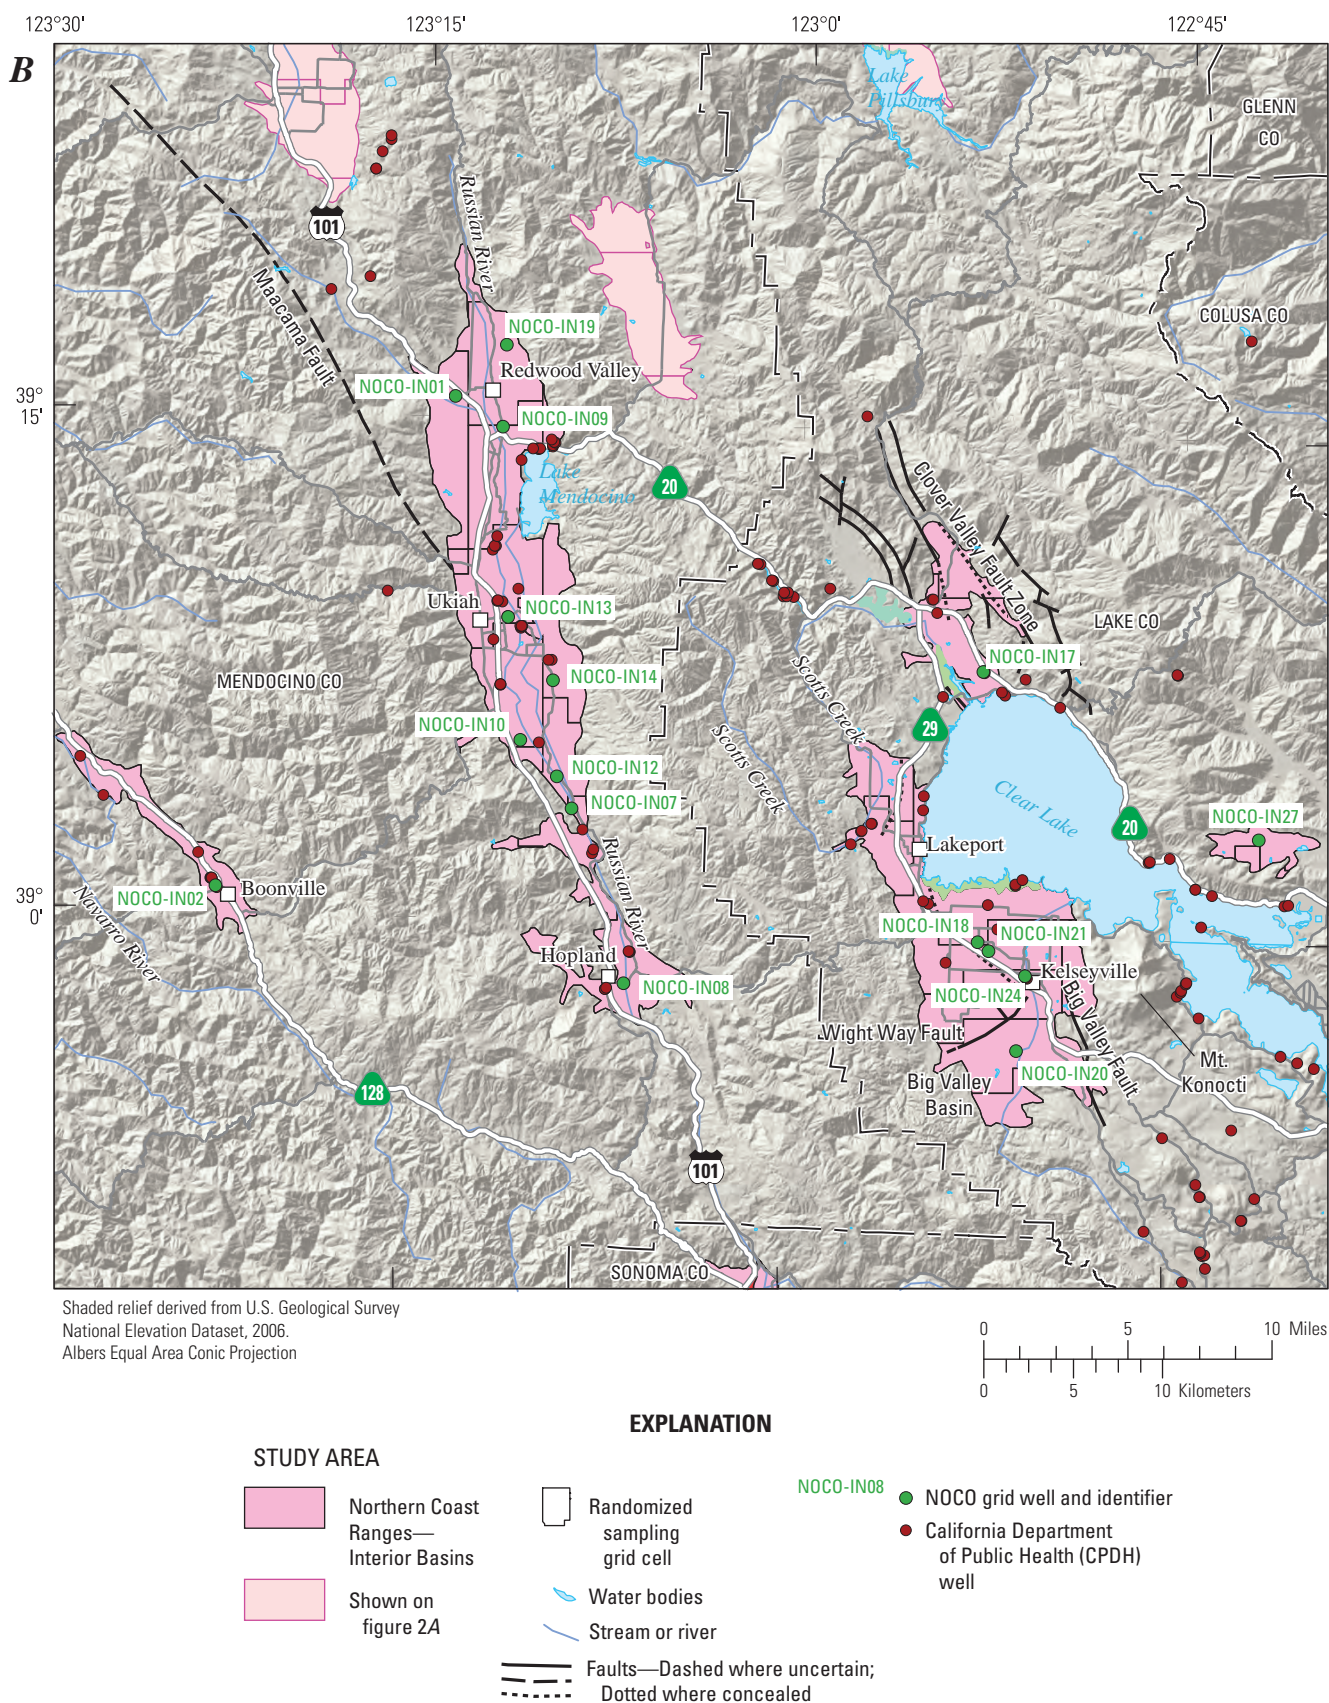 123°30'
123°15'
123°0'
122°45'
B
Lake
Pillsbury
GLENN
CO
Russian River
101
Maacama Fault
COLUSA CO
NOCO-IN19
Redwood Valley
NOCO-IN01
39°
15'
NOCO-IN09
Lake
Mendocino
20
Clover Valley Fault Zone
Ukiah
NOCO-IN13
LAKE CO
NOCO-IN17
MENDOCINO CO
NOCO-IN14
Scotts Creek
NOCO-IN10
29
Scotts Creek
NOCO-IN12
Clear Lake
NOCO-IN07
20
NOCO-IN27
Lakeport
Russian River
Boonville
NOCO-IN02
39°
0'
Navarro River
NOCO-IN18
NOCO-IN21
Hopland
Kelseyville
NOCO-IN08
NOCO-IN24
Big Valley Fault
Wight Way Fault
Mt.
Konocti
NOCO-IN20
Big Valley
Basin
128
101
SONOMA CO
Shaded relief derived from U.S. Geological Survey
National Elevation Dataset, 2006.
Albers Equal Area Conic Projection
0 5 10 Miles
0 5 10 Kilometers
EXPLANATION
STUDY AREA
Northern Coast
Ranges—
Interior Basins
Shown on
figure 2A
Randomized
sampling
grid cell
Water bodies
Stream or river
Faults—Dashed where uncertain;
Dotted where concealed
NOCO-IN08
NOCO grid well and identifier
California Department
of Public Health (CPDH)
well